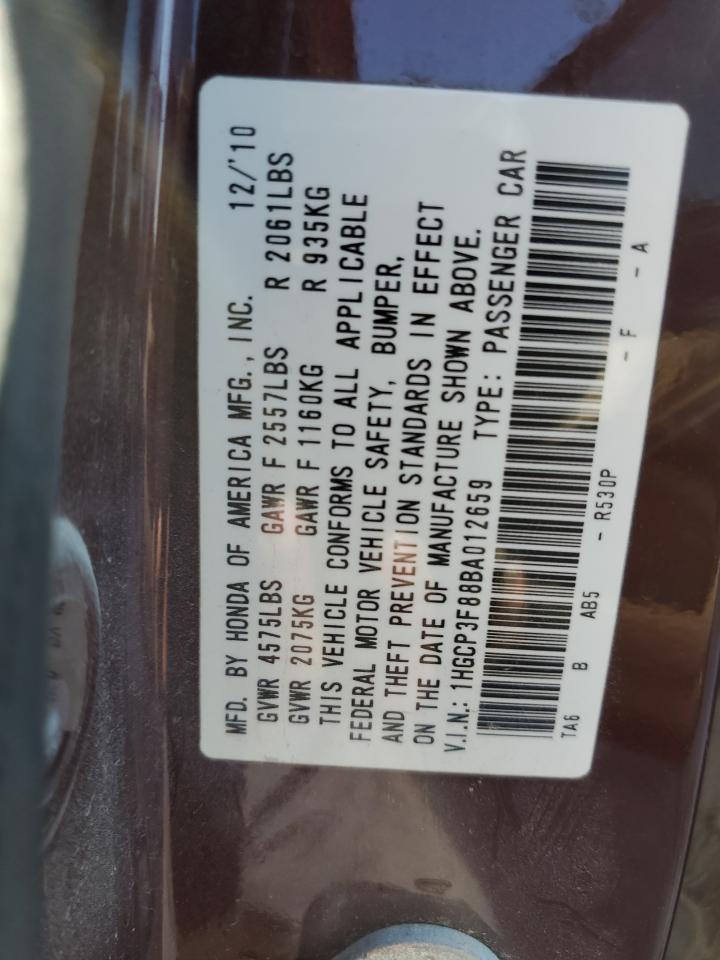 MFD. BY HONDA OF AMERICA MFG., INC. 12/'10
GVWR 4575LBS GAWR F 2557LBS R 2061LBS
GVWR 2075KG GAWR F 1160KG R 935KG
THIS VEHICLE CONFORMS TO ALL APPLICABLE
FEDERAL MOTOR VEHICLE SAFETY, BUMPER,
AND THEFT PREVENTION STANDARDS IN EFFECT
ON THE DATE OF MANUFACTURE SHOWN ABOVE.
V.I.N.: 1HGCP3F88BA012659 TYPE: PASSENGER CAR
TA6 B AB5 - R530P - F - A